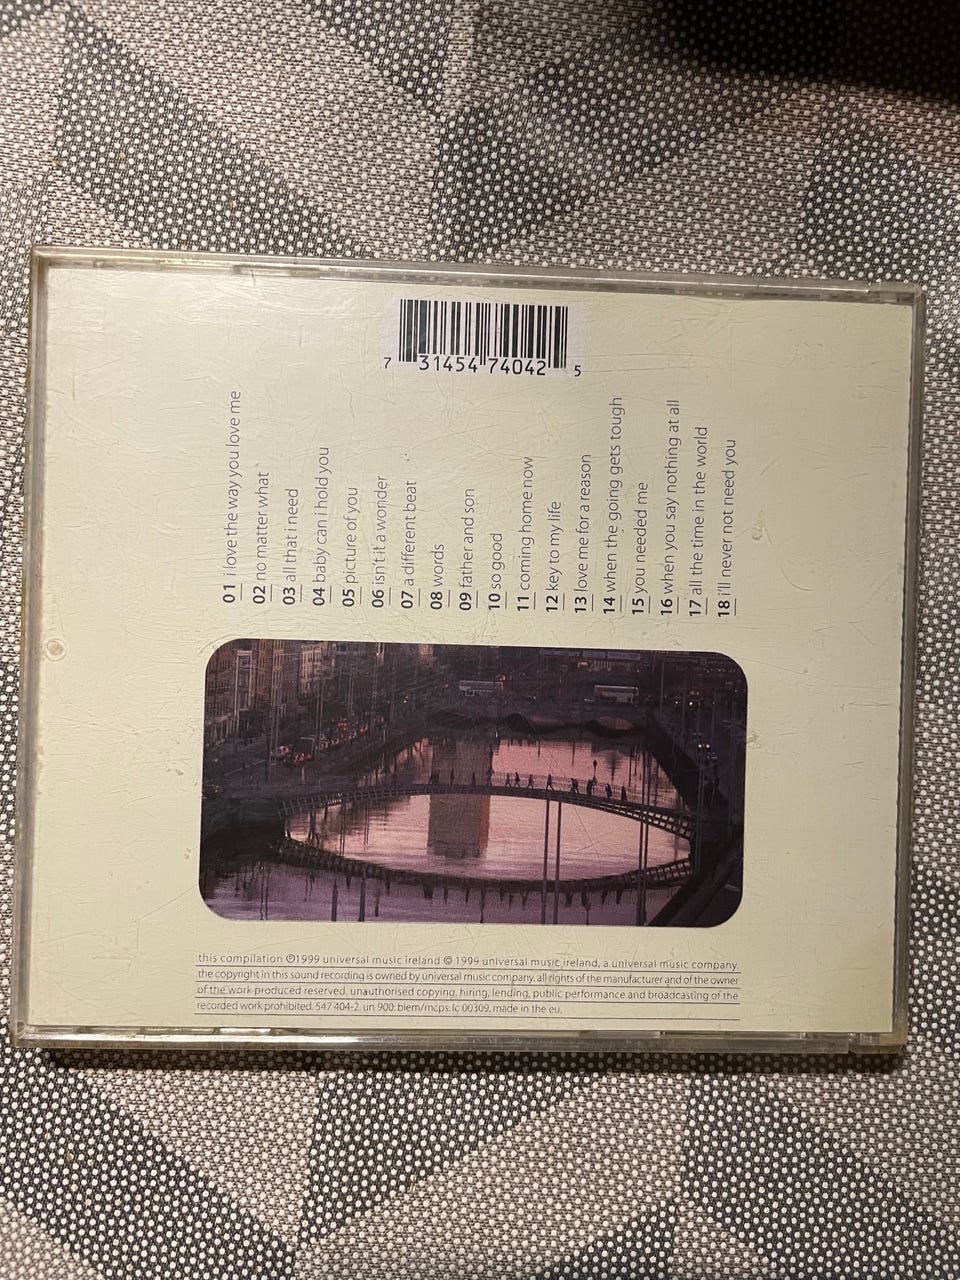 7 31454 74042 5
01 i love the way you love me
02 no matter what
03 all that i need
04 baby can i hold you
05 picture of you
06 isn't it a wonder
07 a different beat
08 words
09 father and son
10 so good
11 coming home now
12 key to my life
13 love me for a reason
14 when the going gets tough
15 you needed me
16 when you say nothing at all
17 all the time in the world
18 i'll never not need you
this compilation ℗1999 universal music ireland © 1999 universal music ireland, a universal music company.
the copyright in this sound recording is owned by universal music company. all rights of the manufacturer and of the owner
of the work produced reserved. unauthorised copying, hiring, lending, public performance and broadcasting of the
recorded work prohibited. 547 404-2. un 900. biem/mcps. lc 00309. made in the eu.